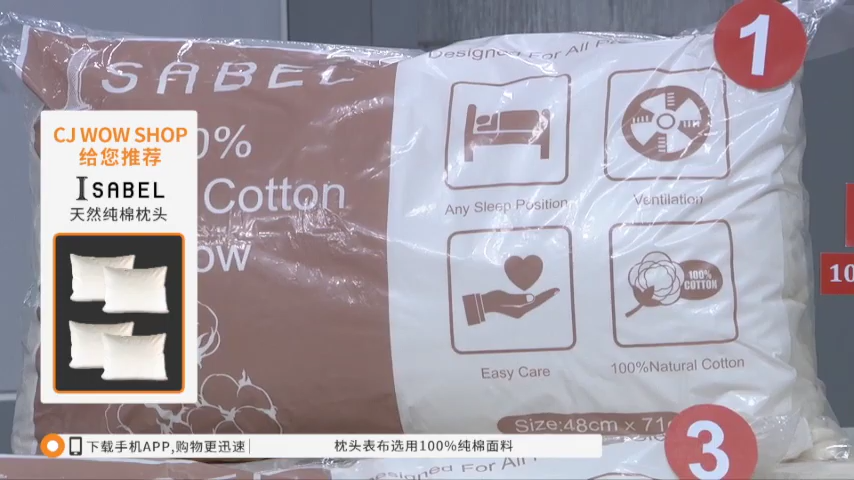 CJ WOW SHOP
给您推荐
ISABEL
天然纯棉枕头
ISABEL
0%
Cotton
ow
Designed For All
1
Any Sleep Position
Ventilation
100%
COTTON
Easy Care
100%Natural Cotton
Size:48cm x 71c
10
下载手机APP,购物更迅速
枕头表布选用100%纯棉面料
Designed For All
3